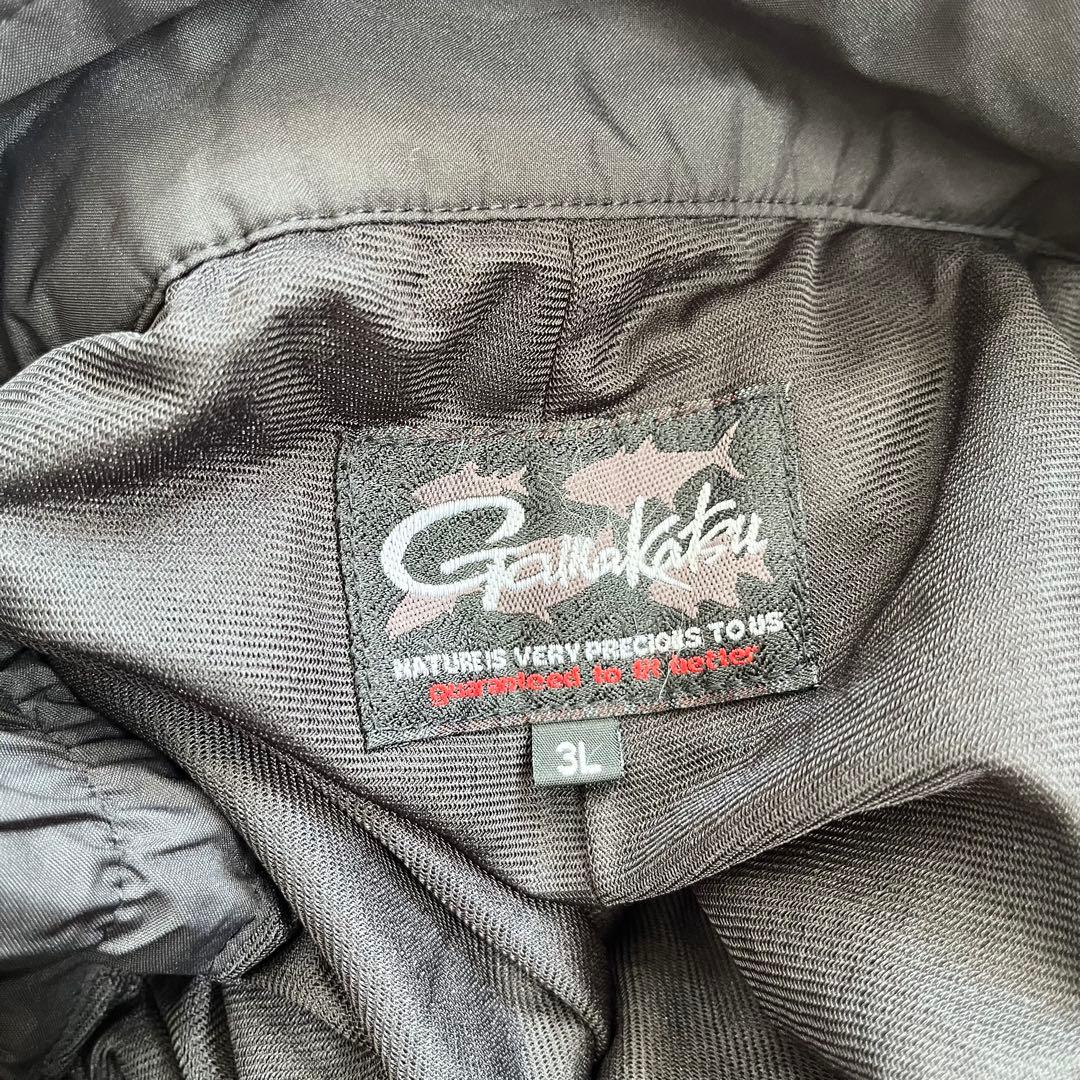 Gamakatsu
NATURE IS VERY PRECIOUS TO US
guaranteed to fit better
3L